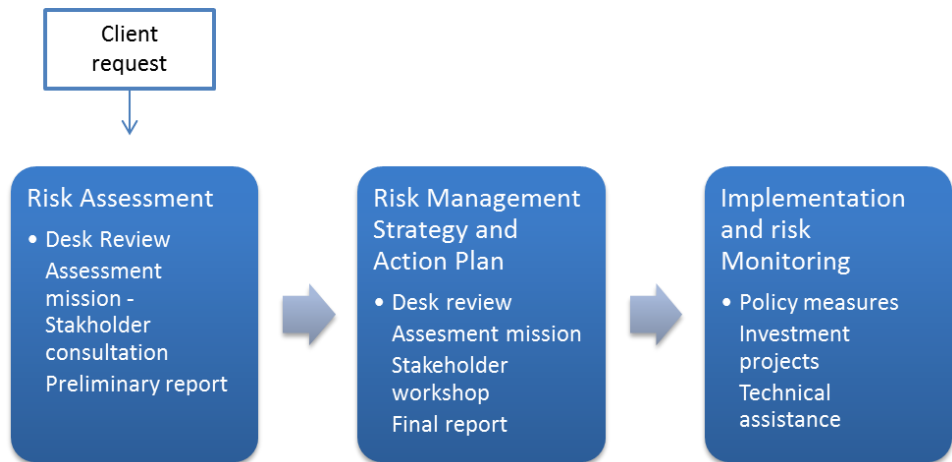 Client
request
Risk Assessment
• Desk Review
Assessment
mission -
Stakholder
consultation
Preliminary report
Risk Management
Strategy and
Action Plan
• Desk review
Assesment mission
Stakeholder
workshop
Final report
Implementation
and risk
Monitoring
• Policy measures
Investment
projects
Technical
assistance